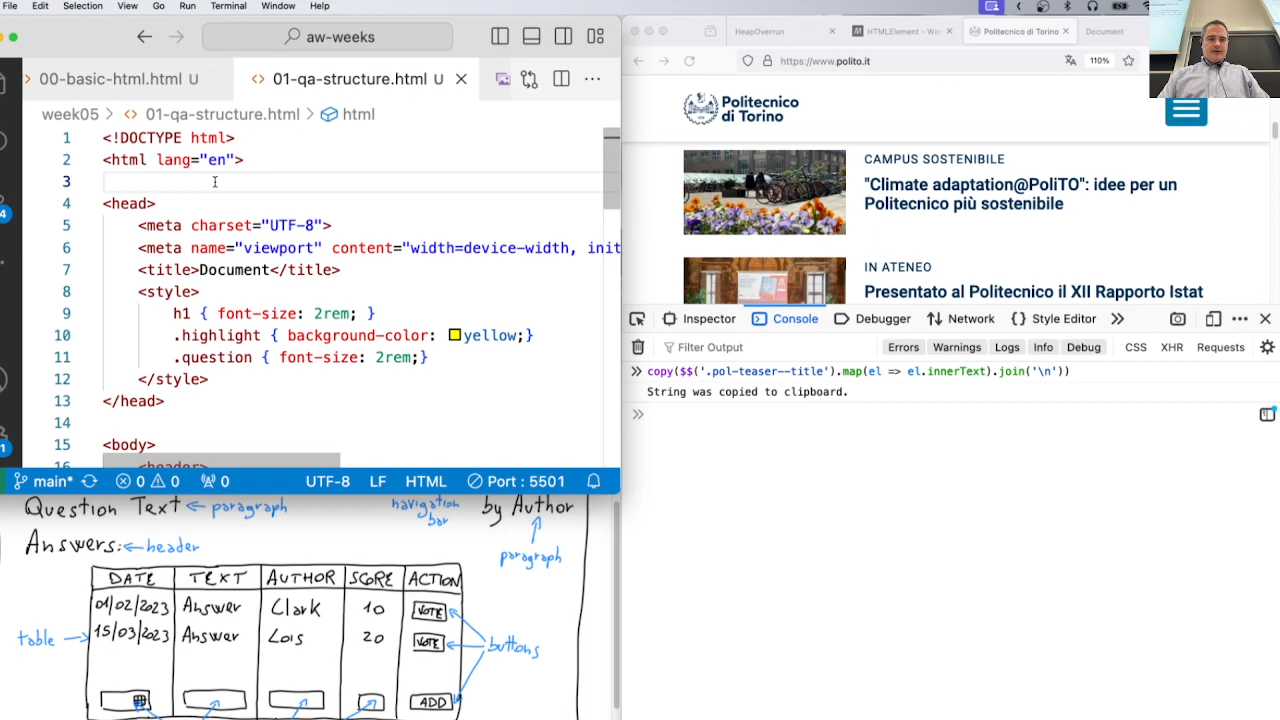 File Edit Selection View Go Run Terminal Window Help
aw-weeks
00-basic-html.html U
01-qa-structure.html U
week05 > 01-qa-structure.html > html
1 <!DOCTYPE html>
2 <html lang="en">
3
4 <head>
5 <meta charset="UTF-8">
6 <meta name="viewport" content="width=device-width, init
7 <title>Document</title>
8 <style>
9 h1 { font-size: 2rem; }
10 .highlight { background-color: yellow;}
11 .question { font-size: 2rem;}
12 </style>
13 </head>
14
15 <body>
16 <header>
4
1
main* 0 0 0 UTF-8 LF HTML Port : 5501
Question Text ← paragraph
navigation bar
by Author
paragraph
Answers: ← header
DATE TEXT AUTHOR SCORE ACTION
01/02/2023 Answer Clark 10 VOTE
15/03/2023 Answer Lois 20 VOTE
ADD
table
buttons
HeapOverrun
HTMLElement - We
Politecnico di Torino
Document
https://www.polito.it
110%
Politecnico
di Torino
CAMPUS SOSTENIBILE
"Climate adaptation@PoliTO": idee per un
Politecnico più sostenibile
IN ATENEO
Presentato al Politecnico il XII Rapporto Istat
Inspector Console Debugger Network Style Editor
Filter Output Errors Warnings Logs Info Debug CSS XHR Requests
copy($$('.pol-teaser--title').map(el => el.innerText).join('\n'))
String was copied to clipboard.